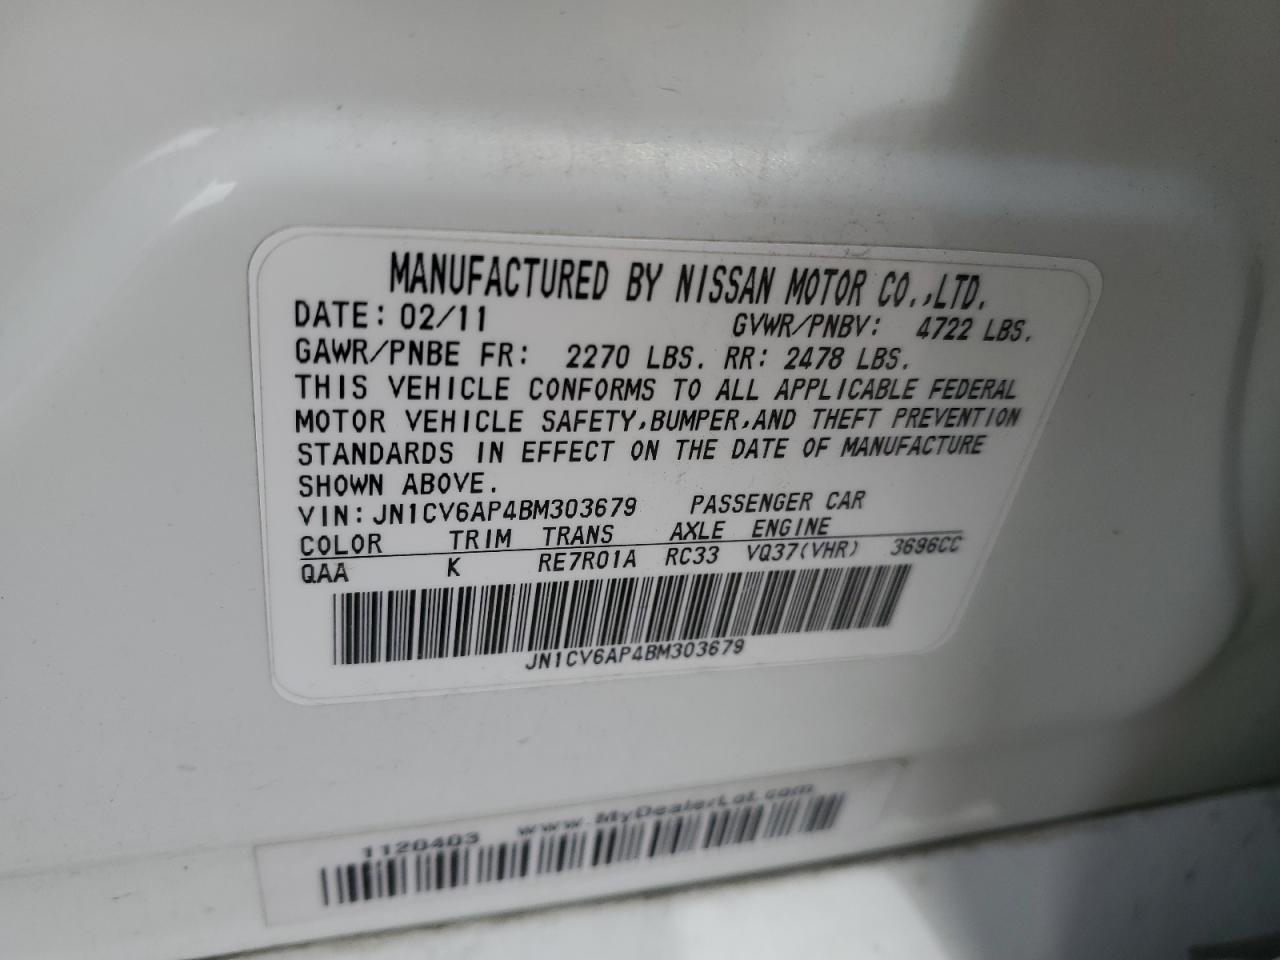 MANUFACTURED BY NISSAN MOTOR CO.,LTD.
DATE: 02/11 GVWR/PNBV: 4722 LBS.
GAWR/PNBE FR: 2270 LBS. RR: 2478 LBS.
THIS VEHICLE CONFORMS TO ALL APPLICABLE FEDERAL
MOTOR VEHICLE SAFETY,BUMPER,AND THEFT PREVENTION
STANDARDS IN EFFECT ON THE DATE OF MANUFACTURE
SHOWN ABOVE.
VIN: JN1CV6AP4BM303679 PASSENGER CAR
COLOR TRIM TRANS AXLE ENGINE
QAA K RE7R01A RC33 VQ37(VHR) 3696CC
JN1CV6AP4BM303679
1120403 www.MyDealerLot.com